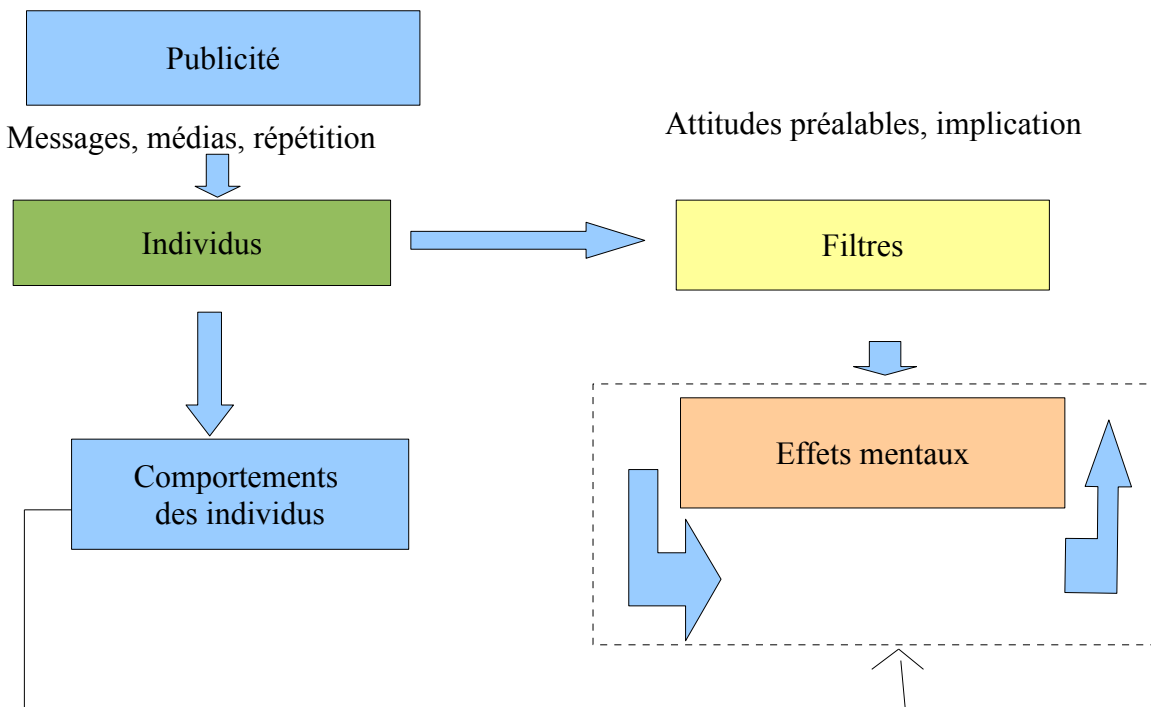 Publicité
Messages, médias, répétition
Attitudes préalables, implication
Individus
Filtres
Effets mentaux
Comportements
des individus